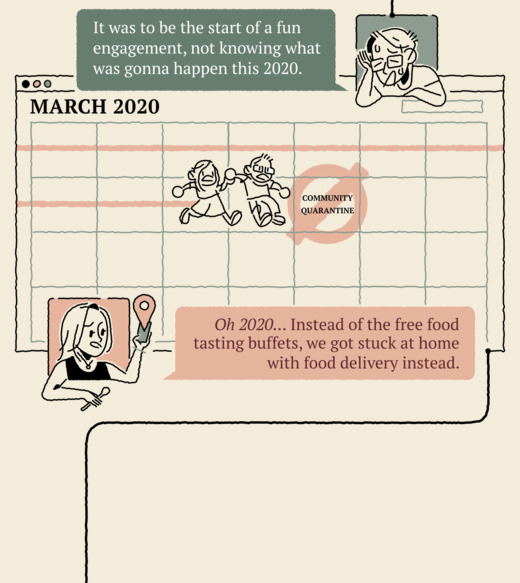 It was to be the start of a fun
engagement, not knowing what
was gonna happen this 2020.
MARCH 2020
COMMUNITY
QUARANTINE
Oh 2020... Instead of the free food
tasting buffets, we got stuck at home
with food delivery instead.